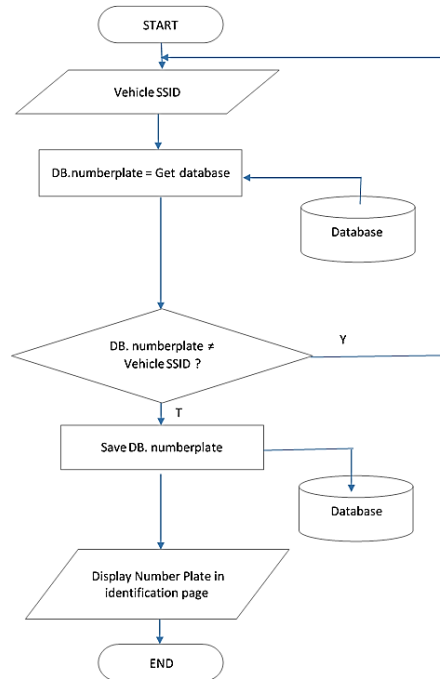 START
Vehicle SSID
DB.numberplate = Get database
Database
DB. numberplate ≠
Vehicle SSID ?
Y
T
Save DB. numberplate
Database
Display Number Plate in
identification page
END